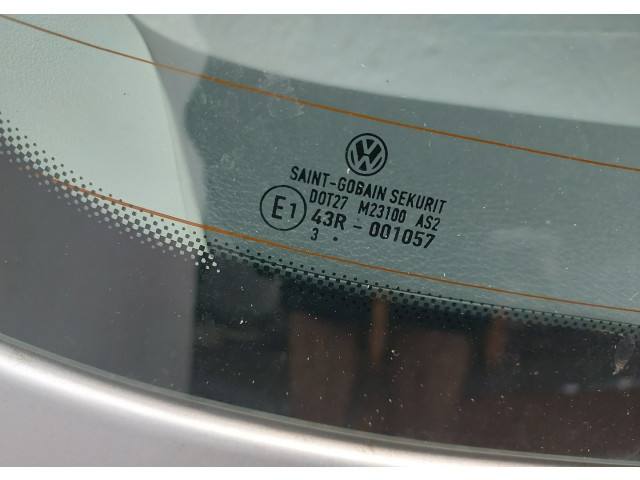 SAINT-GOBAIN SEKURIT
DOT27 M23100 AS2
E1 43R - 001057
3 .